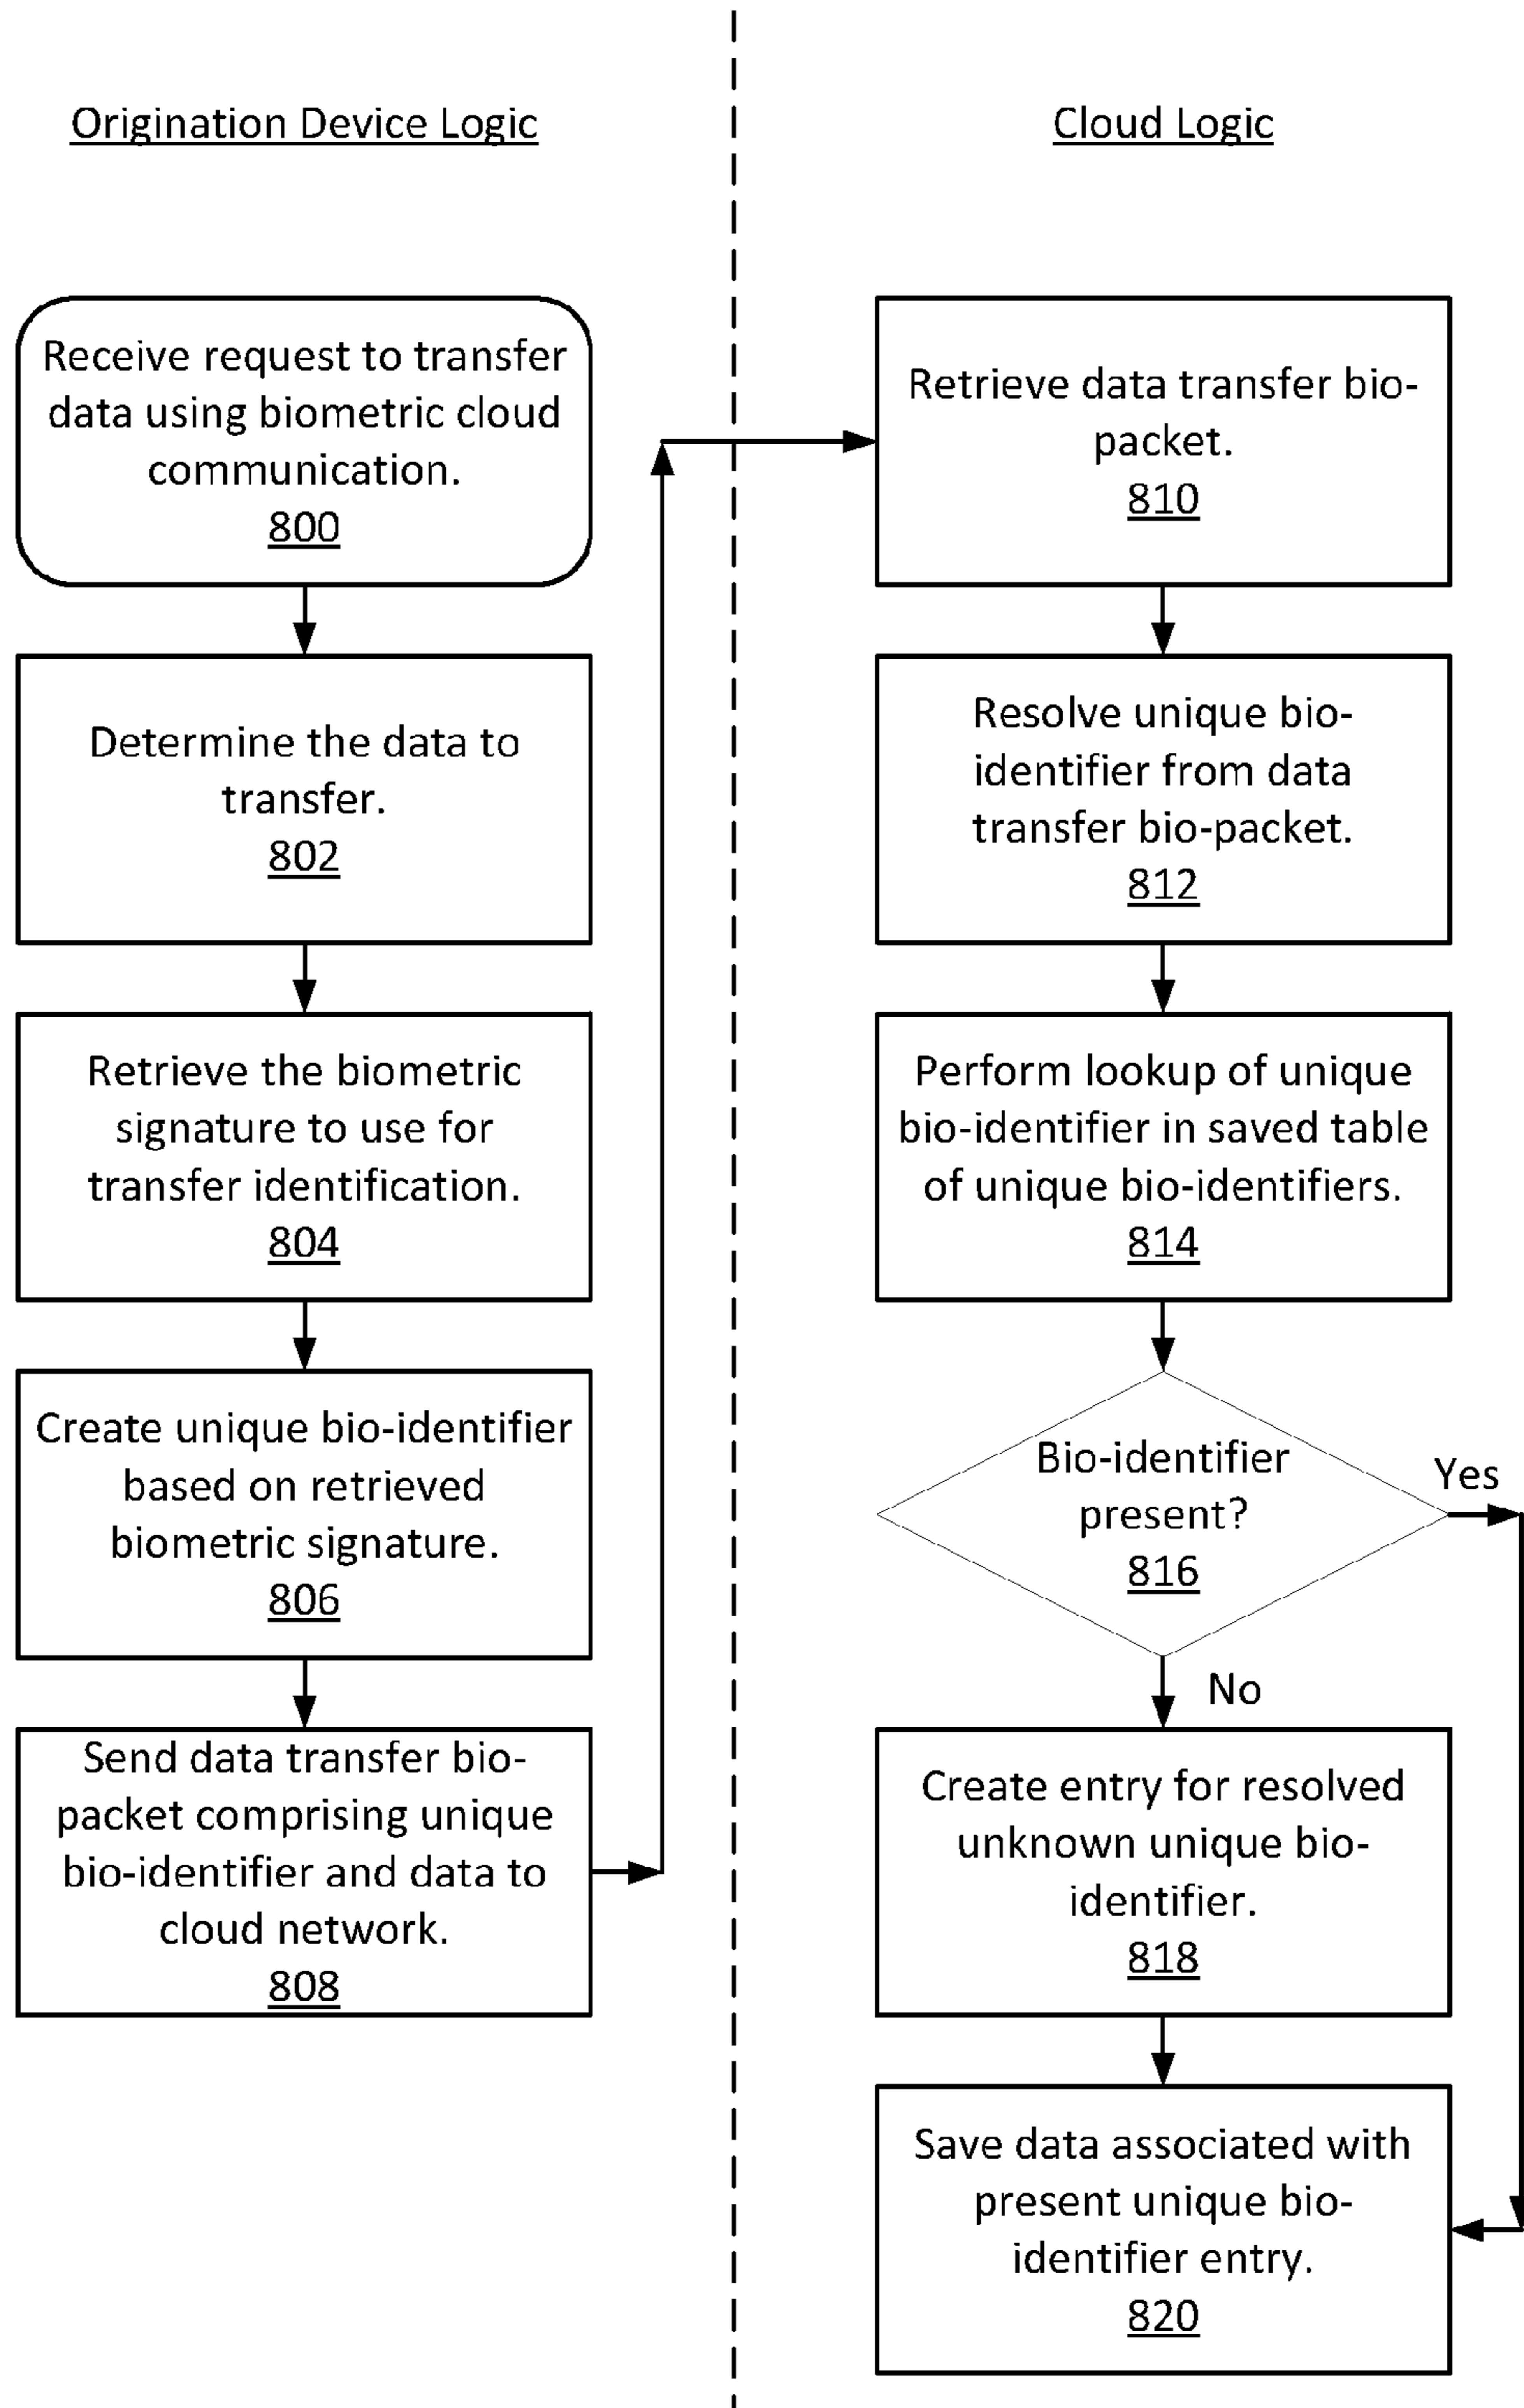 Origination Device Logic
Receive request to transfer
data using biometric cloud
communication.
800
Determine the data to
transfer.
802
Retrieve the biometric
signature to use for
transfer identification.
804
Create unique bio-identifier
based on retrieved
biometric signature.
806
Send data transfer bio-
packet comprising unique
bio-identifier and data to
cloud network.
808
Cloud Logic
Retrieve data transfer bio-
packet.
810
Resolve unique bio-
identifier from data
transfer bio-packet.
812
Perform lookup of unique
bio-identifier in saved table
of unique bio-identifiers.
814
Bio-identifier
present?
816
Yes
No
Create entry for resolved
unknown unique bio-
identifier.
818
Save data associated with
present unique bio-
identifier entry.
820